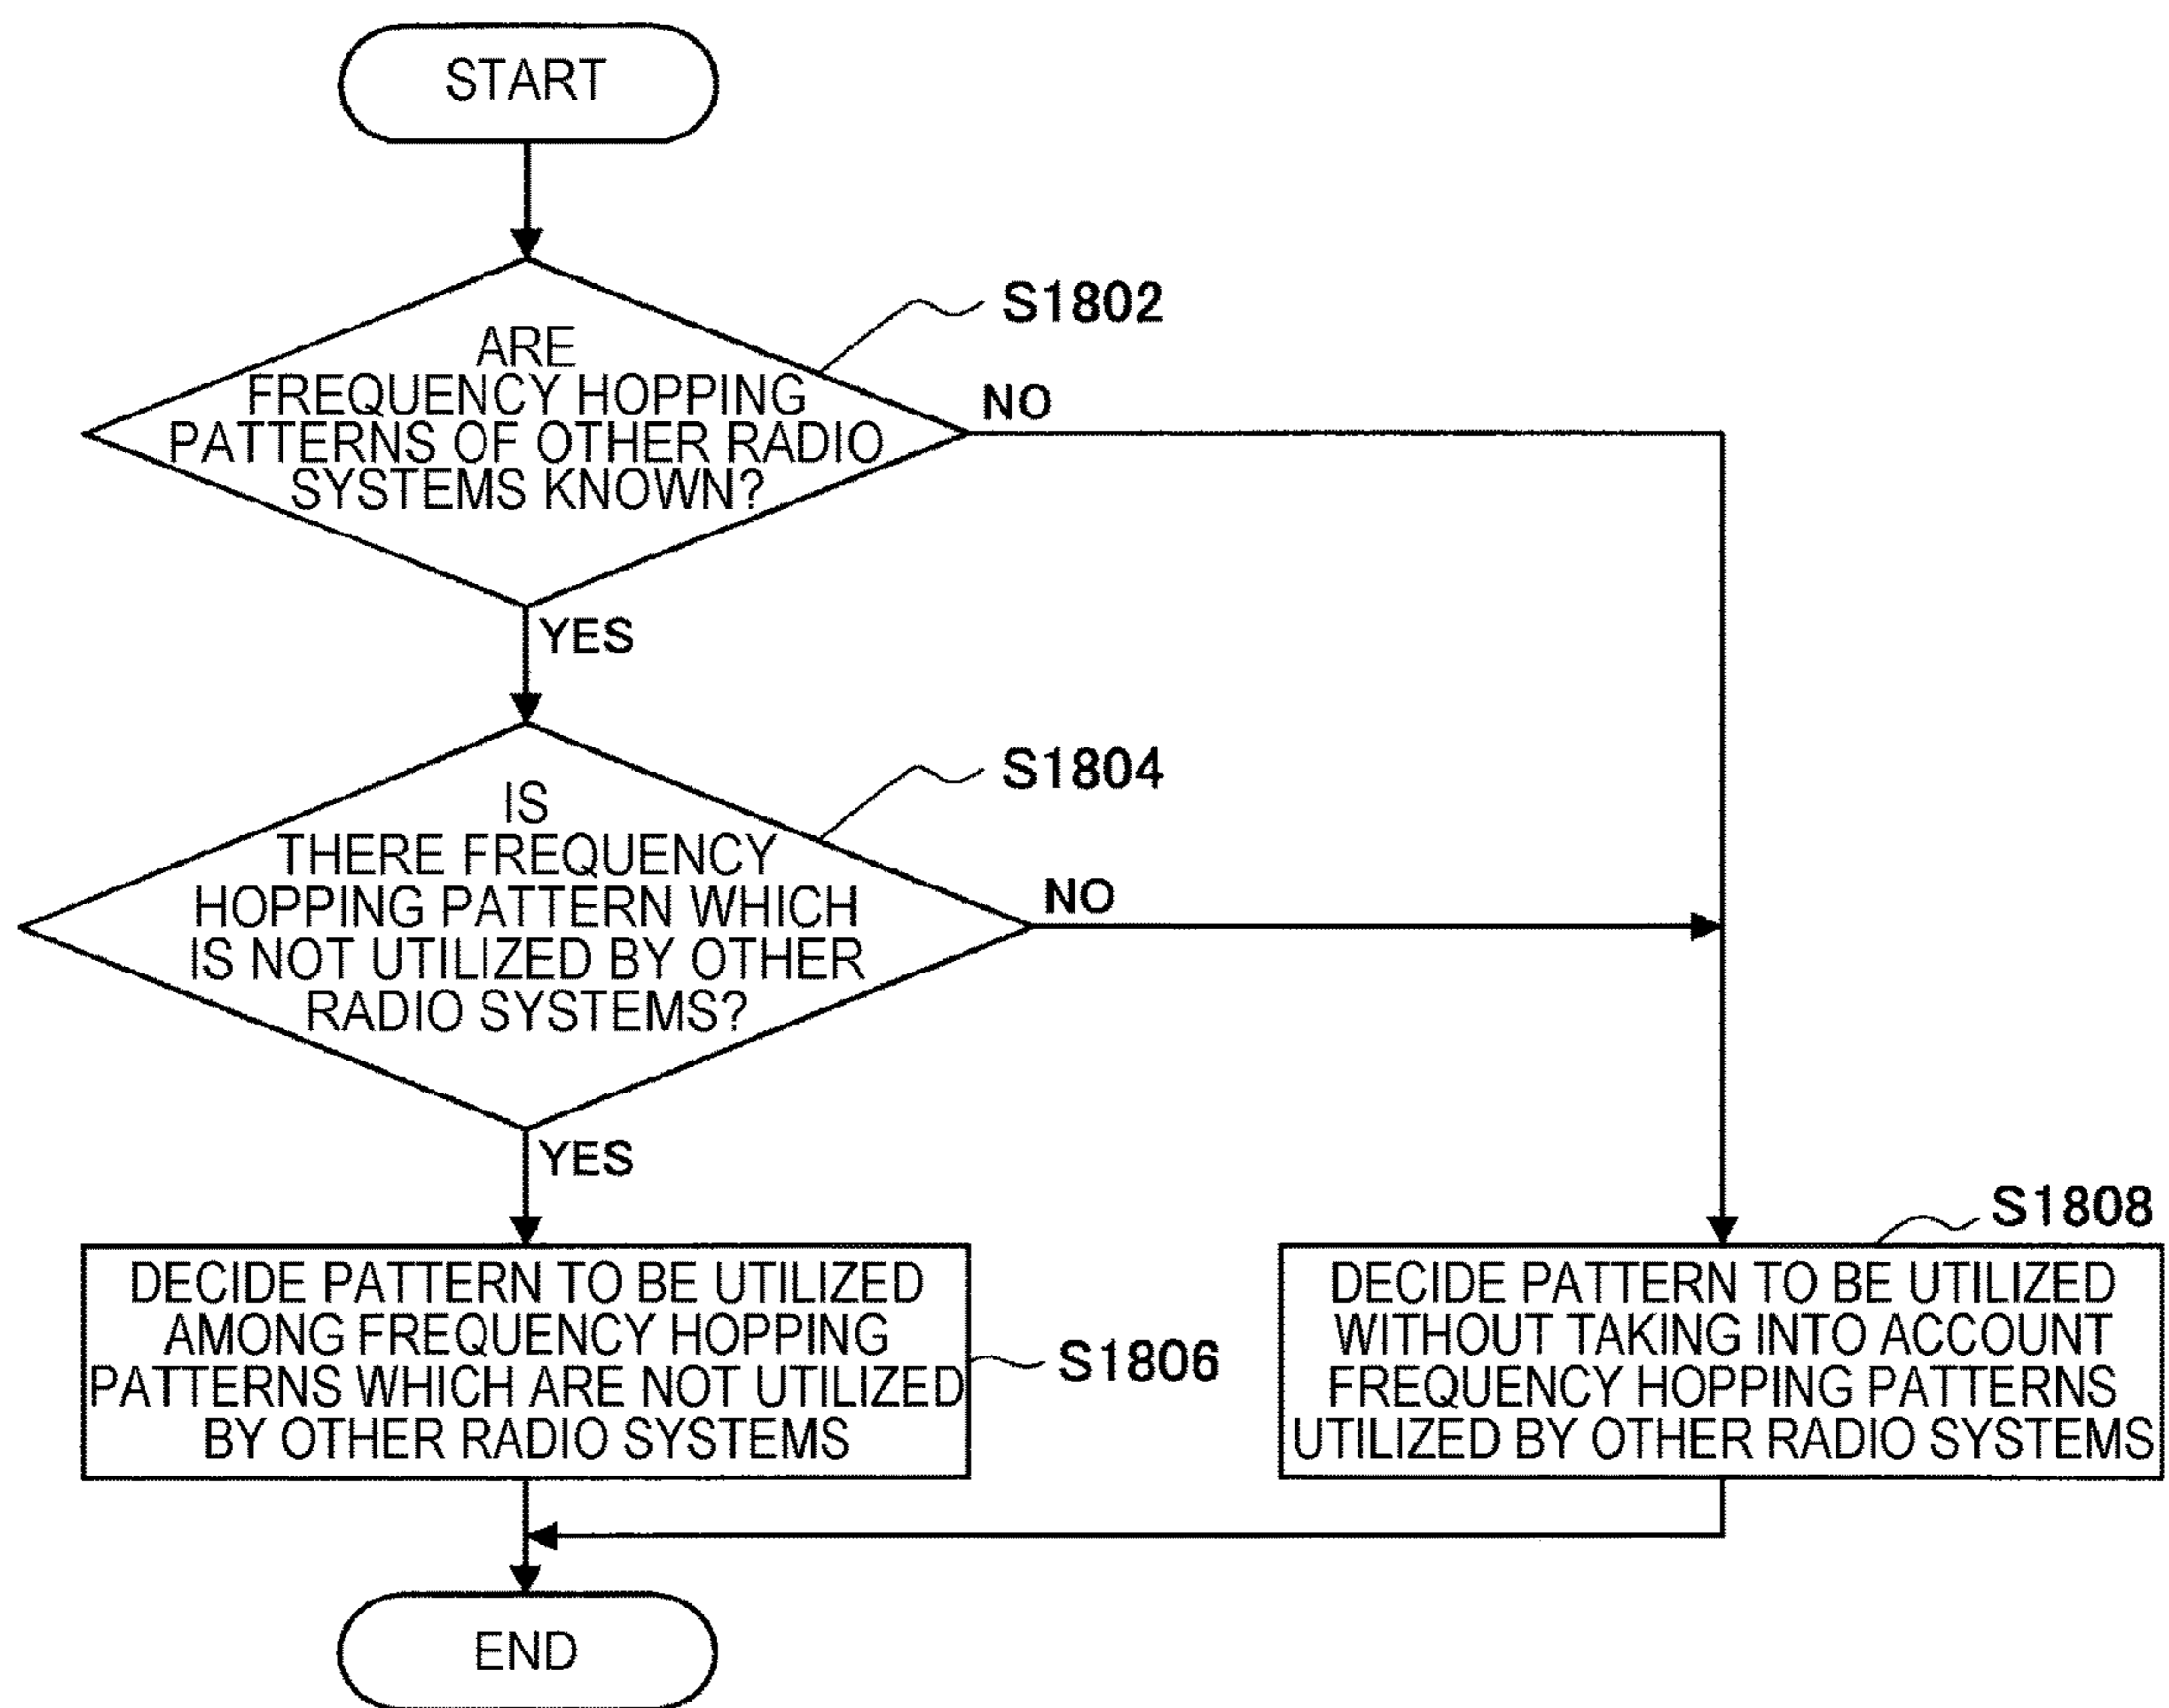 START
S1802
ARE
FREQUENCY HOPPING
PATTERNS OF OTHER RADIO
SYSTEMS KNOWN?
NO
YES
S1804
IS
THERE FREQUENCY
HOPPING PATTERN WHICH
IS NOT UTILIZED BY OTHER
RADIO SYSTEMS?
NO
YES
DECIDE PATTERN TO BE UTILIZED
AMONG FREQUENCY HOPPING
PATTERNS WHICH ARE NOT UTILIZED
BY OTHER RADIO SYSTEMS
S1806
S1808
DECIDE PATTERN TO BE UTILIZED
WITHOUT TAKING INTO ACCOUNT
FREQUENCY HOPPING PATTERNS
UTILIZED BY OTHER RADIO SYSTEMS
END